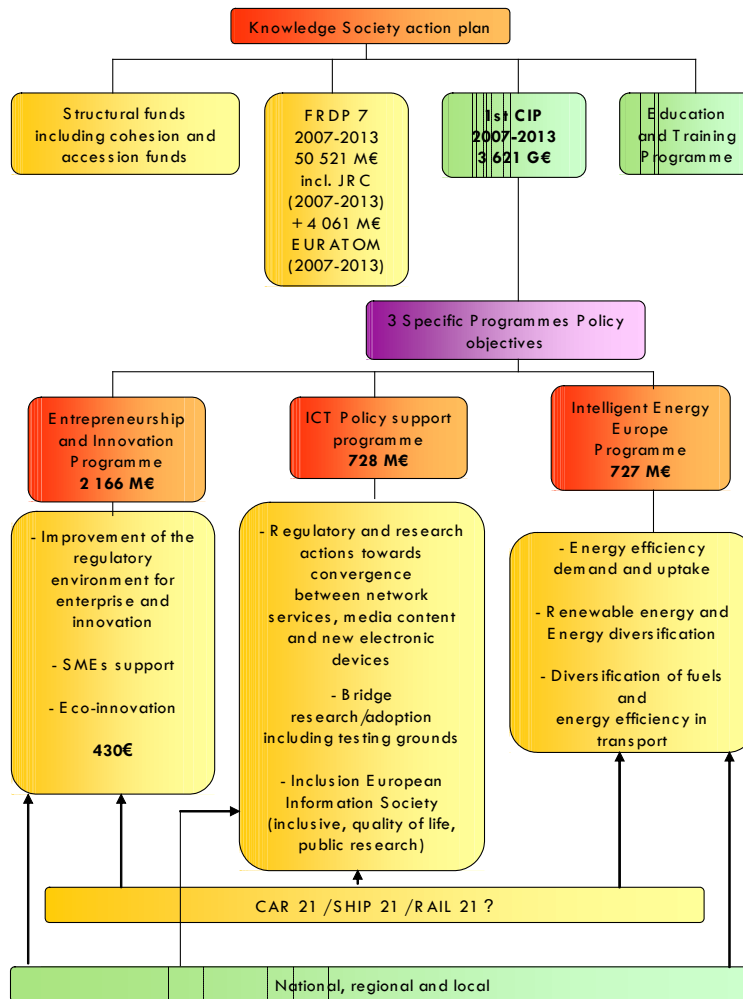 Knowledge Society action plan
Structural funds
including cohesion and
accession funds
FRDP 7
2007-2013
50 521 M€
incl. JRC
(2007-2013)
+ 4 061 M€
EURATOM
(2007-2013)
1st CIP
2007-2013
3 621 G€
Education
and Training
Programme
3 Specific Programmes Policy
objectives
Entrepreneurship
and Innovation
Programme
2 166 M€
ICT Policy support
programme
728 M€
Intelligent Energy
Europe
Programme
727 M€
- Improvement of the
regulatory
environment for
enterprise and
innovation
- SMEs support
- Eco-innovation
430€
- Regulatory and research
actions towards
convergence
between network
services, media content
and new electronic
devices
- Bridge
research/adoption
including testing grounds
- Inclusion European
Information Society
(inclusive, quality of life,
public research)
- Energy efficiency
demand and uptake
- Renewable energy and
Energy diversification
- Diversification of fuels
and
energy efficiency in
transport
CAR 21 /SHIP 21 /RAIL 21 ?
National, regional and local